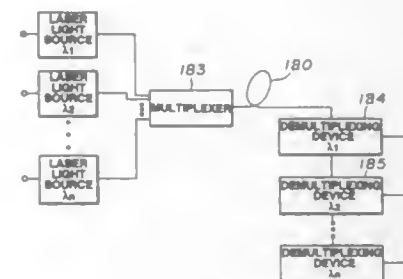 LASER
LIGHT
SOURCE
λ1
LASER
LIGHT
SOURCE
λ2
LASER
LIGHT
SOURCE
λn
183
MULTIPLEXER
180
184
DEMULTIPLEXING
DEVICE
λ1
185
DEMULTIPLEXING
DEVICE
λ2
DEMULTIPLEXING
DEVICE
λn